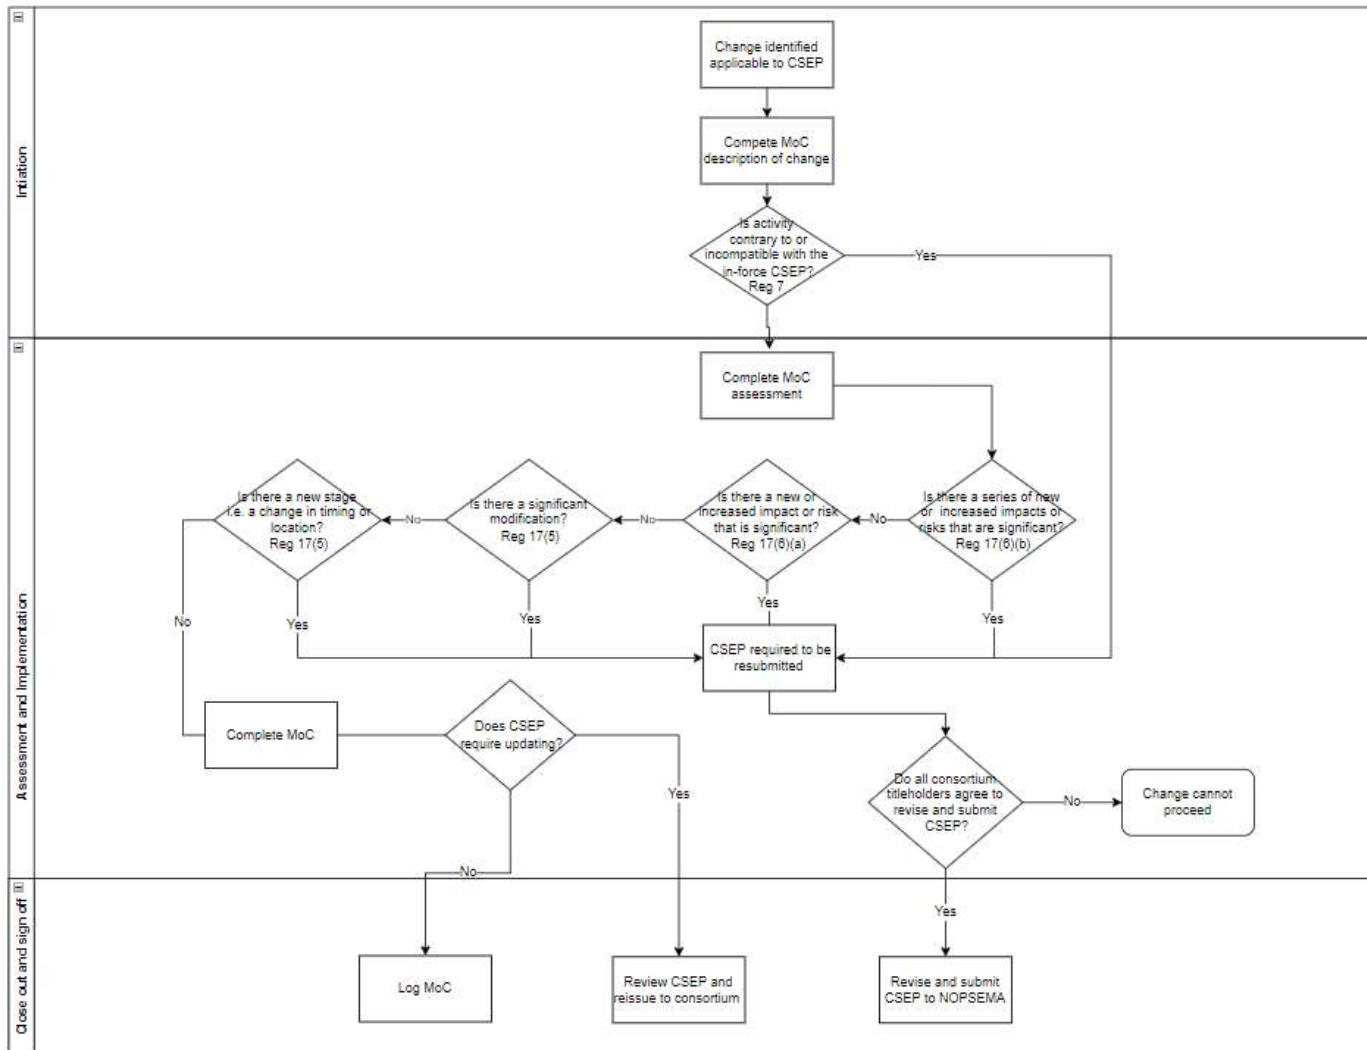 Intiation
Change identified
applicable to CSEP
Compete MoC
description of change
Is activity
contrary to or
incompatible with the
in-force CSEP?
Reg 7
Yes
Assessment and Implementation
Complete MoC
assessment
Is there a new stage
i.e. a change in timing or
location?
Reg 17(5)
No
Is there a significant
modification?
Reg 17(5)
No
Is there a new or
increased impact or risk
that is significant?
Reg 17(6)(a)
No
Is there a series of new
or increased impacts or
risks that are significant?
Reg 17(6)(b)
No
Yes
Yes
Yes
Yes
CSEP required to be
resubmitted
Complete MoC
Does CSEP
require updating?
Yes
No
Do all consortium
titleholders agree to
revise and submit
CSEP?
No
Change cannot
proceed
Close out and sign off
Yes
Log MoC
Review CSEP and
reissue to consortium
Revise and submit
CSEP to NOPSEMA